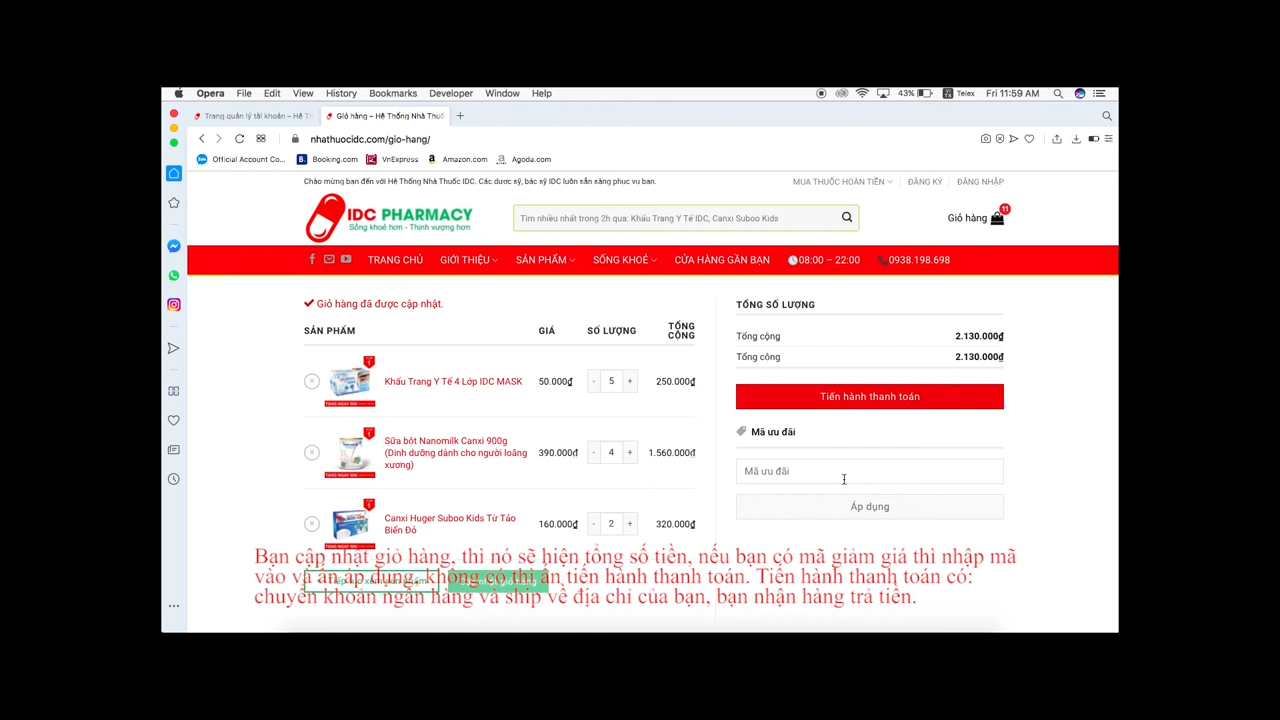 Opera File Edit View History Bookmarks Developer Window Help 43% Telex Fri 11:59 AM
Trang quản lý tài khoản – Hệ Th Giỏ hàng – Hệ Thống Nhà Thuố
nhathuocidc.com/gio-hang/
Official Account Co... Booking.com VnExpress Amazon.com Agoda.com
Chào mừng bạn đến với Hệ Thống Nhà Thuốc IDC. Các dược sỹ, bác sỹ IDC luôn sẵn sàng phục vụ bạn. MUA THUỐC HOÀN TIỀN ĐĂNG KÝ ĐĂNG NHẬP
IDC PHARMACY
Sống khoẻ hơn - Thịnh vượng hơn
Tìm nhiều nhất trong 2h qua: Khẩu Trang Y Tế IDC, Canxi Suboo Kids
Giỏ hàng 11
TRANG CHỦ GIỚI THIỆU SẢN PHẨM SỐNG KHOẺ CỬA HÀNG GẦN BẠN 08:00 – 22:00 0938.198.698
Giỏ hàng đã được cập nhật.
SẢN PHẨM GIÁ SỐ LƯỢNG TỔNG CỘNG
Khẩu Trang Y Tế 4 Lớp IDC MASK 50.000₫ - 5 + 250.000₫
Sữa bột Nanomilk Canxi 900g
(Dinh dưỡng dành cho người loãng
xương)
390.000₫ - 4 + 1.560.000₫
Canxi Huger Suboo Kids Từ Tảo
Biển Đỏ
160.000₫ - 2 + 320.000₫
TỔNG SỐ LƯỢNG
Tổng cộng 2.130.000₫
Tổng cộng 2.130.000₫
Tiến hành thanh toán
Mã ưu đãi
Mã ưu đãi
Áp dụng
Bạn cập nhật giỏ hàng, thì nó sẽ hiện tổng số tiền, nếu bạn có mã giảm giá thì nhập mã
vào và ấn áp dụng, không có thì ấn tiến hành thanh toán. Tiến hành thanh toán có:
chuyển khoản ngân hàng và ship về địa chỉ của bạn, bạn nhận hàng trả tiền.